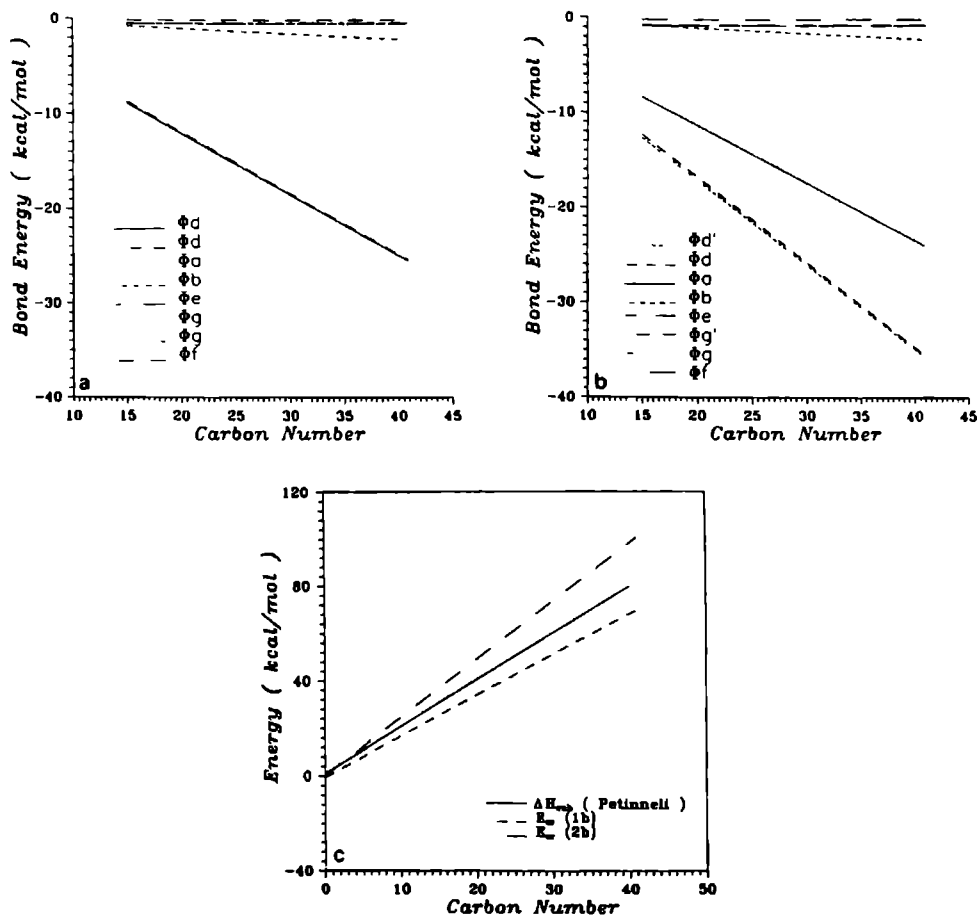 Bond Energy ( kcal/mol )
0
-10
-20
-30
-40
Φd
Φd
Φa
Φb
Φe
Φg
Φg
Φf
a
10 15 20 25 30 35 40 45
Carbon Number
Bond Energy ( kcal/mol )
0
-10
-20
-30
-40
Φd'
Φd
Φa
Φb
Φe
Φg'
Φg
Φf
b
10 15 20 25 30 35 40 45
Carbon Number
Energy ( kcal/mol )
120
80
40
0
-40
( Petinneli )
(1b)
(2b)
c
0 10 20 30 40 50
Carbon Number